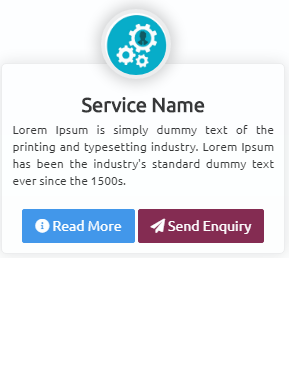 Service Name
Lorem Ipsum is simply dummy text of the
printing and typesetting industry. Lorem Ipsum
has been the industry's standard dummy text
ever since the 1500s.
Read More Send Enquiry